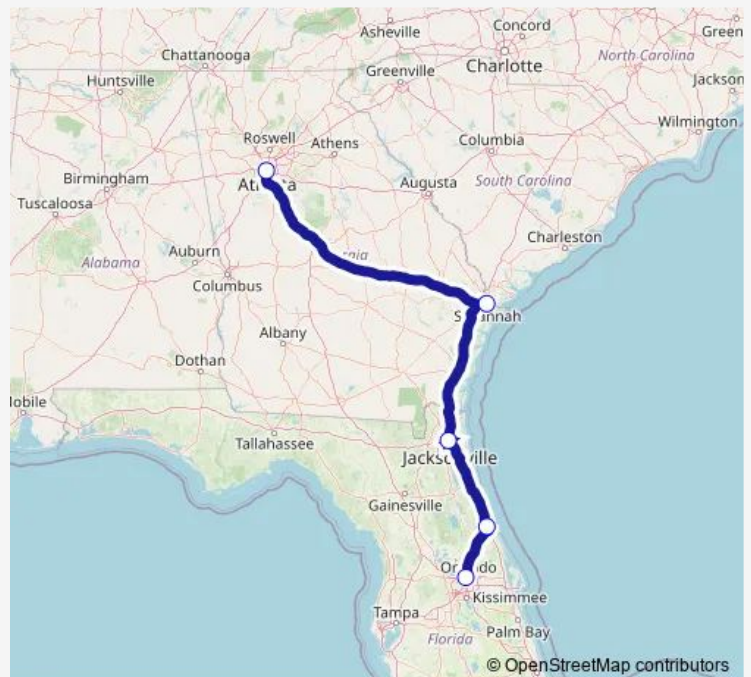 Concord
Asheville
Green
Chattanooga
Charlotte
North Carolina
Greenville
Huntsville
Jackson
Wilmington
Roswell
Athens
Columbia
Birmingham
South Carolina
Augusta
Tuscaloosa
Charleston
Auburn
Alabama
Columbus
Albany
Dothan
Tallahassee
Gainesville
Kissimmee
Tampa
Palm Bay
Florida
© OpenStreetMap contributors